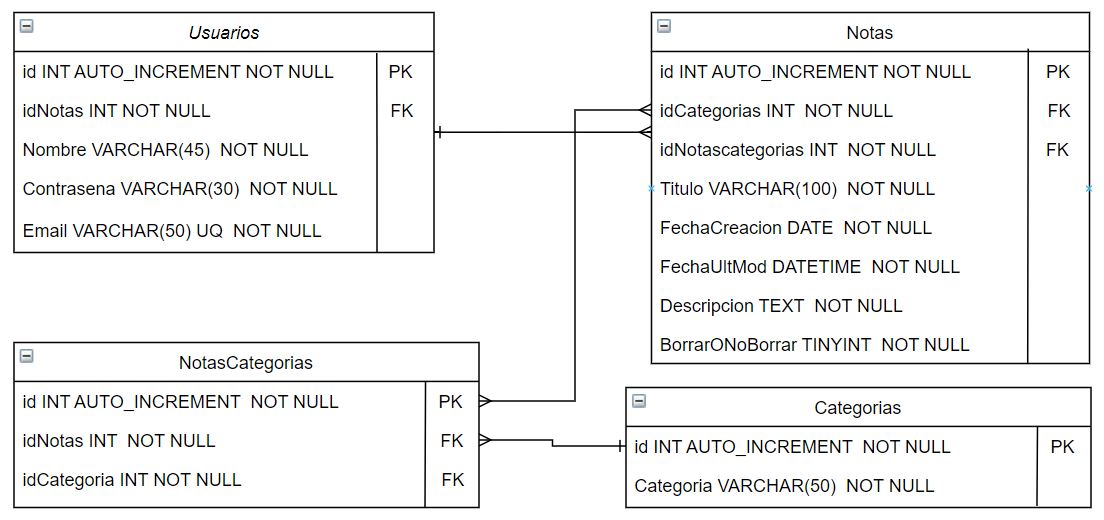 Usuarios
id INT AUTO_INCREMENT NOT NULL PK
idNotas INT NOT NULL FK
Nombre VARCHAR(45) NOT NULL
Contrasena VARCHAR(30) NOT NULL
Email VARCHAR(50) UQ NOT NULL
Notas
id INT AUTO_INCREMENT NOT NULL PK
idCategorias INT NOT NULL FK
idNotascategorias INT NOT NULL FK
Titulo VARCHAR(100) NOT NULL
FechaCreacion DATE NOT NULL
FechaUltMod DATETIME NOT NULL
Descripcion TEXT NOT NULL
BorrarONoBorrar TINYINT NOT NULL
NotasCategorias
id INT AUTO_INCREMENT NOT NULL PK
idNotas INT NOT NULL FK
idCategoria INT NOT NULL FK
Categorias
id INT AUTO_INCREMENT NOT NULL PK
Categoria VARCHAR(50) NOT NULL